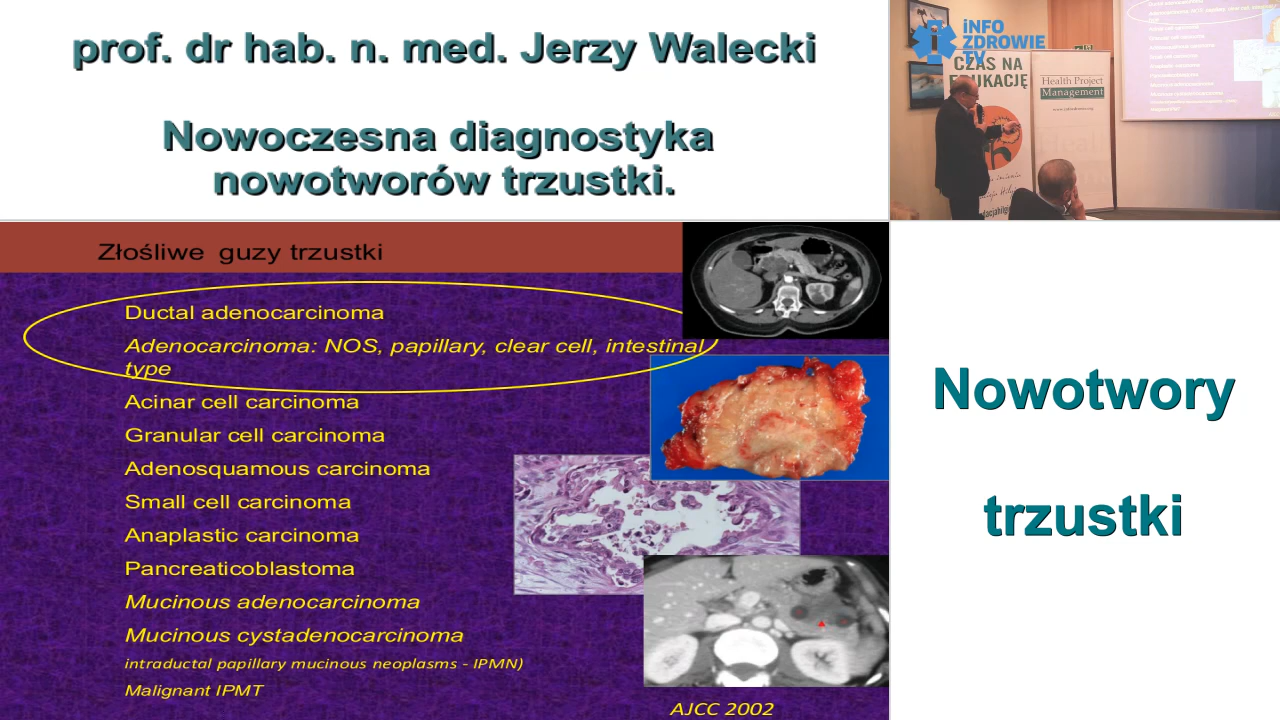 prof. dr hab. n. med. Jerzy Walecki
Nowoczesna diagnostyka
nowotworów trzustki.
iNFO
ZDROWIE
TV
CZAS NA
EDUKACJĘ
Health Project
Management
Złośliwe guzy trzustki
Ductal adenocarcinoma
Adenocarcinoma: NOS, papillary, clear cell, intestinal
type
Acinar cell carcinoma
Granular cell carcinoma
Adenosquamous carcinoma
Small cell carcinoma
Anaplastic carcinoma
Pancreaticoblastoma
Mucinous adenocarcinoma
Mucinous cystadenocarcinoma
intraductal papillary mucinous neoplasms - IPMN)
Malignant IPMT
AJCC 2002
Nowotwory
trzustki